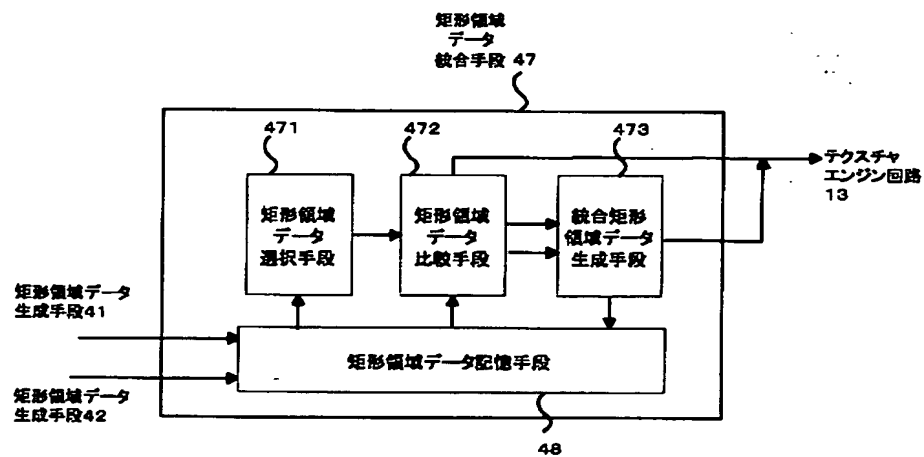 矩形領域
データ
統合手段 47
471
472
473
テクスチャ
エンジン回路
13
矩形領域
データ
選択手段
矩形領域
データ
比較手段
統合矩形
領域データ
生成手段
矩形領域データ
生成手段41
矩形領域データ記憶手段
矩形領域データ
生成手段42
48